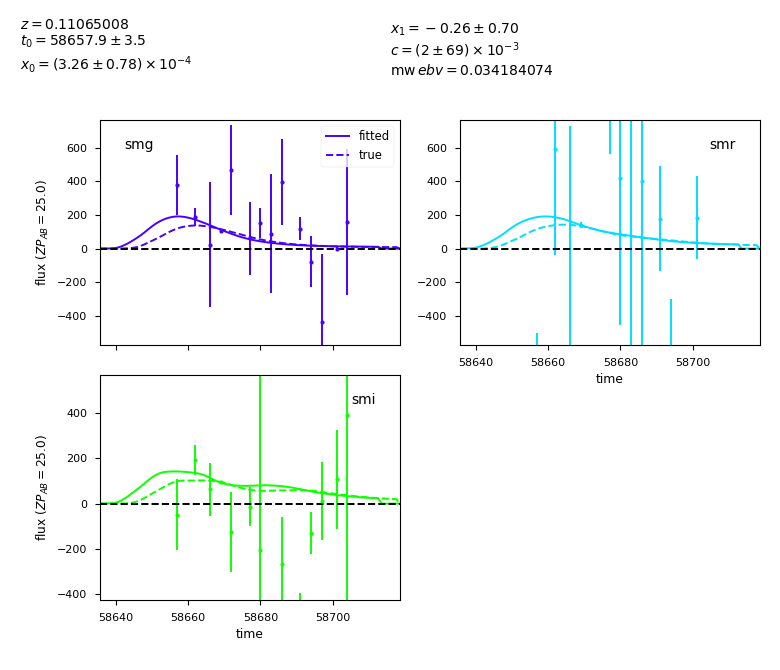 z = 0.11065008
t₀ = 58657.9 ± 3.5
x₀ = (3.26 ± 0.78) × 10⁻⁴
x₁ = −0.26 ± 0.70
c = (2 ± 69) × 10⁻³
mw ebv = 0.034184074
smg
fitted
true
600
400
200
0
−200
−400
flux (ZP_AB = 25.0)
smr
600
400
200
0
−200
−400
58640 58660 58680 58700
time
smi
400
200
0
−200
−400
flux (ZP_AB = 25.0)
58640 58660 58680 58700
time